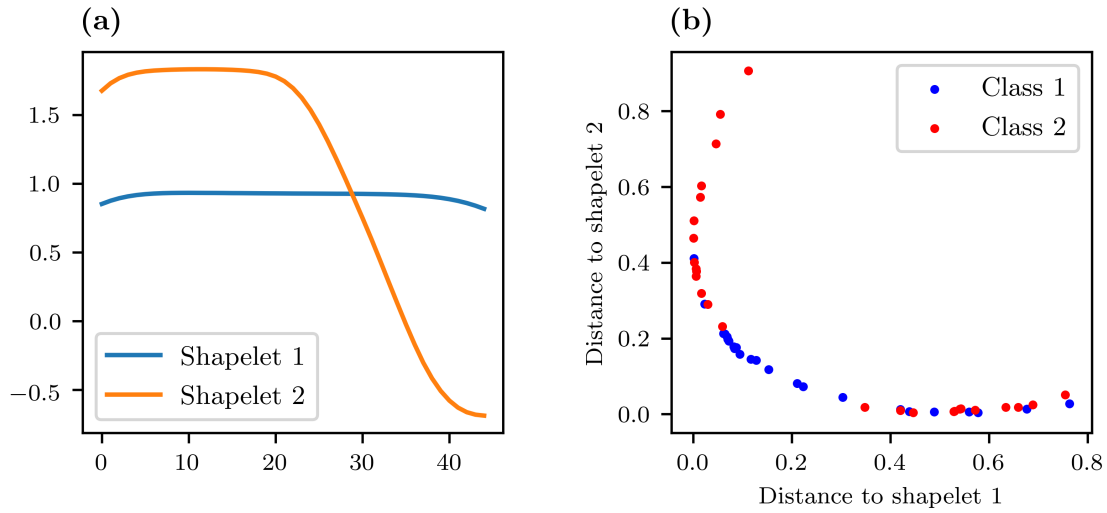 (a)
1.5
1.0
0.5
0.0
−0.5
0 10 20 30 40
Shapelet 1
Shapelet 2
(b)
Distance to shapelet 2
0.8
0.6
0.4
0.2
0.0
0.0 0.2 0.4 0.6 0.8
Distance to shapelet 1
Class 1
Class 2